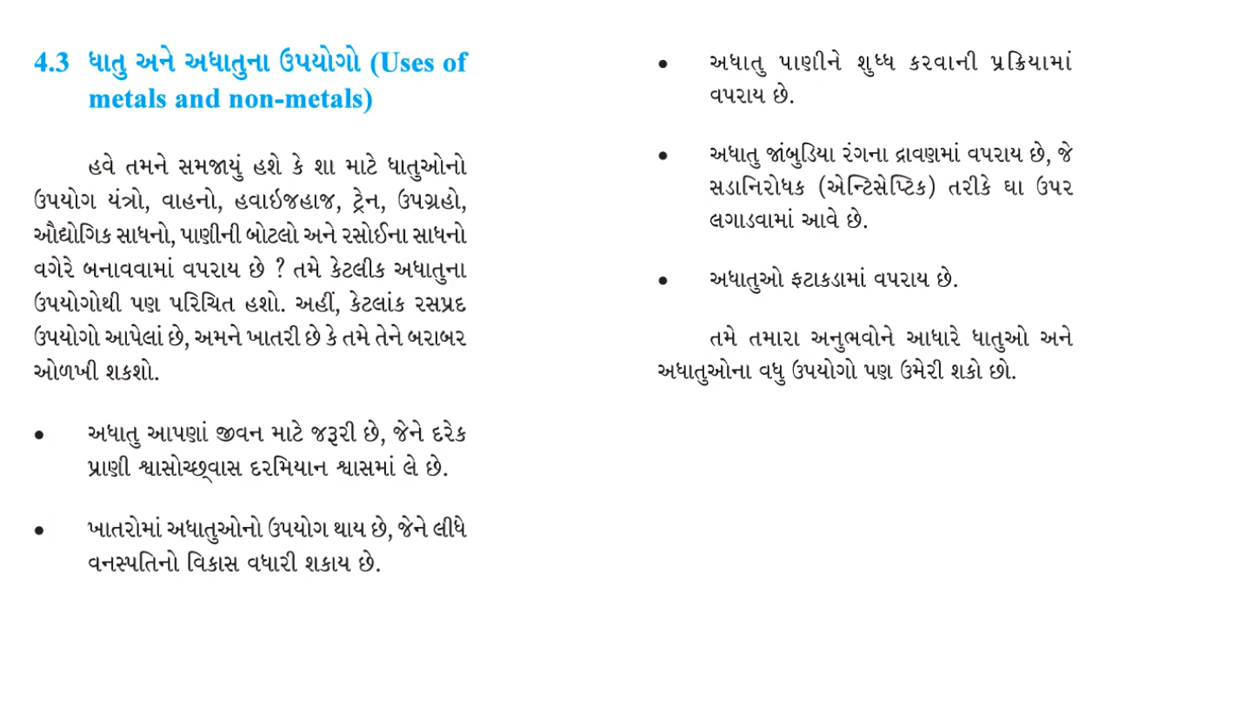 4.3 ધાતુ અને અધાતુના ઉપયોગો (Uses of
metals and non-metals)
હવે તમને સમજાયું હશે કે શા માટે ધાતુઓનો
ઉપયોગ યંત્રો, વાહનો, હવાઇજહાજ, ટ્રેન, ઉપગ્રહો,
ઔદ્યોગિક સાધનો, પાણીની બોટલો અને રસોઈના સાધનો
વગેરે બનાવવામાં વપરાય છે ? તમે કેટલીક અધાતુના
ઉપયોગોથી પણ પરિચિત હશો. અહીં, કેટલાંક રસપ્રદ
ઉપયોગો આપેલાં છે, અમને ખાતરી છે કે તમે તેને બરાબર
ઓળખી શકશો.
• અધાતુ આપણાં જીવન માટે જરૂરી છે, જેને દરેક
પ્રાણી શ્વાસોચ્છ્વાસ દરમિયાન શ્વાસમાં લે છે.
• ખાતરોમાં અધાતુઓનો ઉપયોગ થાય છે, જેને લીધે
વનસ્પતિનો વિકાસ વધારી શકાય છે.
• અધાતુ પાણીને શુધ્ધ કરવાની પ્રક્રિયામાં
વપરાય છે.
• અધાતુ જાંબુડિયા રંગના દ્રાવણમાં વપરાય છે, જે
સડાનિરોધક (એન્ટિસેપ્ટિક) તરીકે ઘા ઉપર
લગાડવામાં આવે છે.
• અધાતુઓ ફટાકડામાં વપરાય છે.
તમે તમારા અનુભવોને આધારે ધાતુઓ અને
અધાતુઓના વધુ ઉપયોગો પણ ઉમેરી શકો છો.